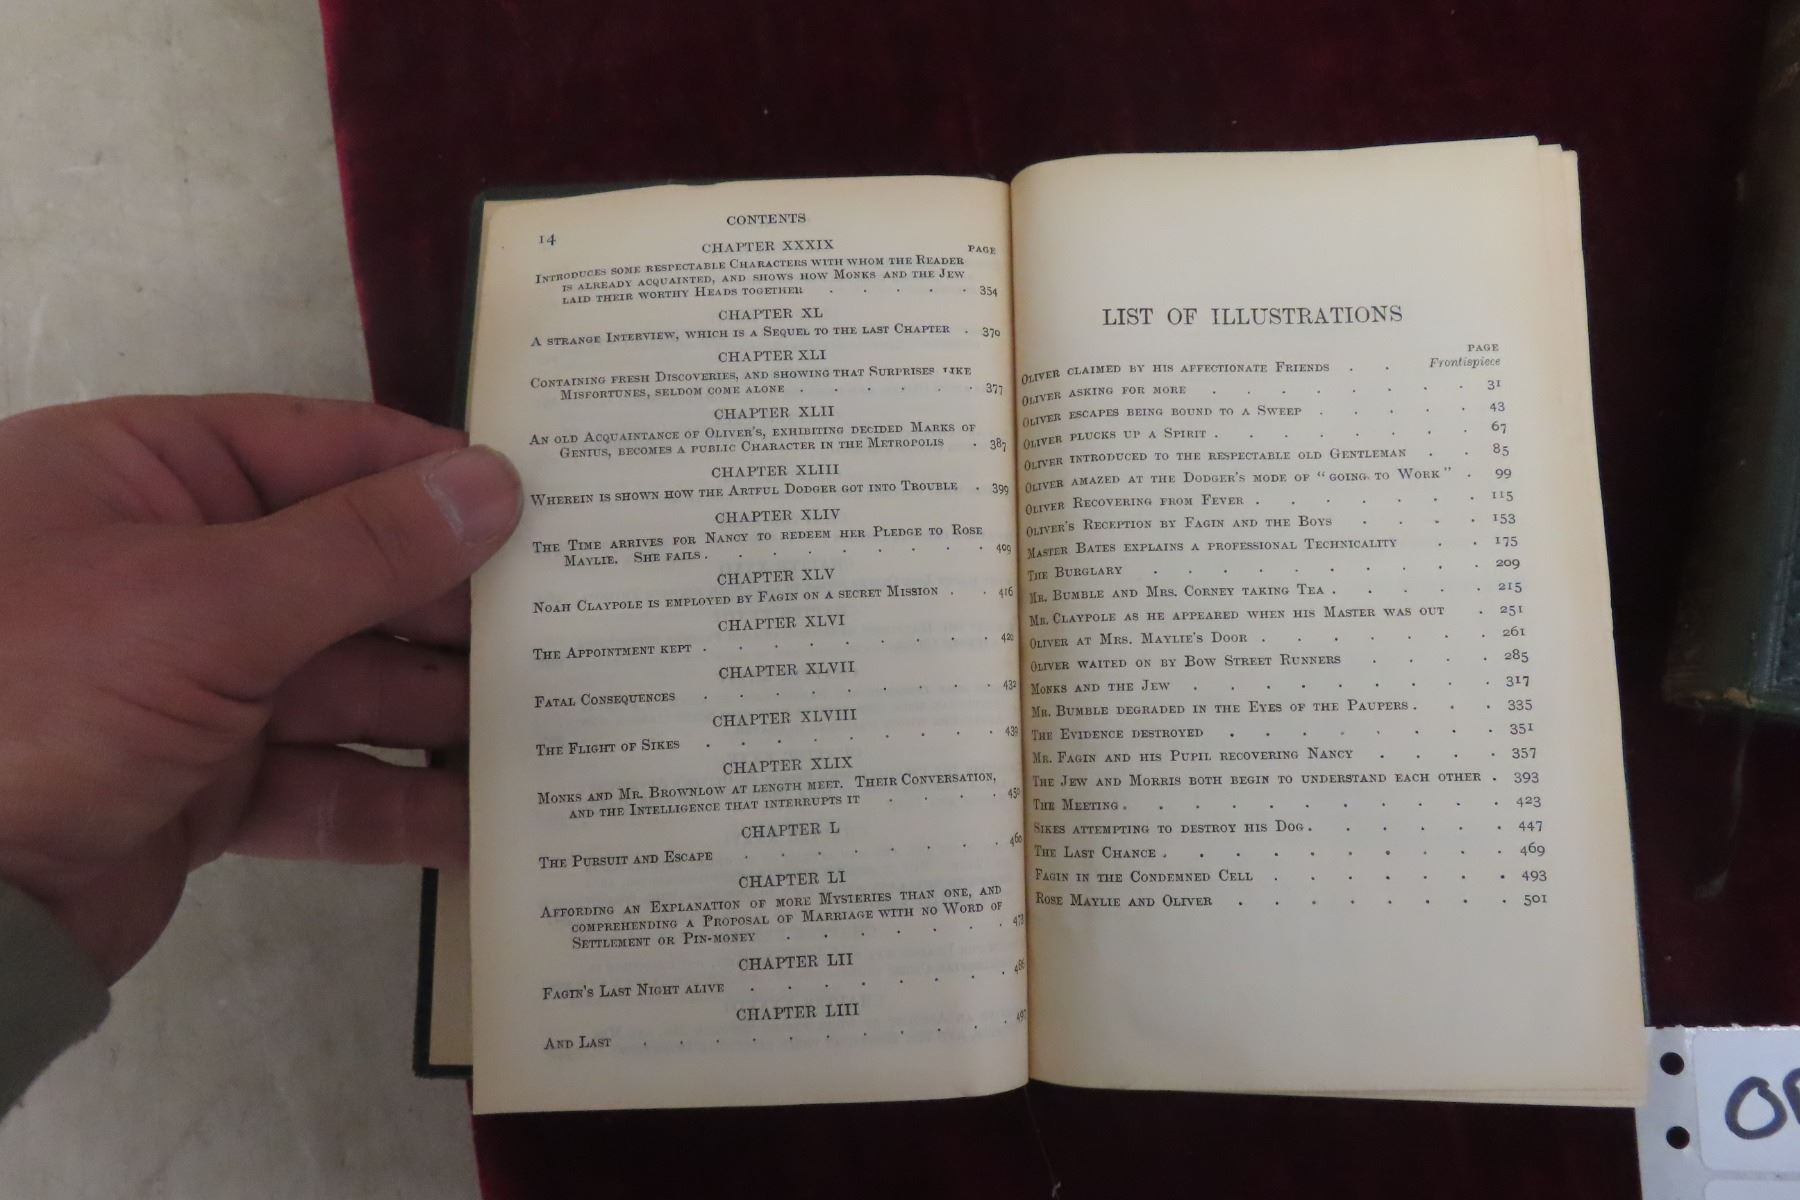 14
CONTENTS
CHAPTER XXXIX
PAGE
INTRODUCES SOME RESPECTABLE CHARACTERS WITH WHOM THE READER
IS ALREADY ACQUAINTED, AND SHOWS HOW MONKS AND THE JEW
LAID THEIR WORTHY HEADS TOGETHER . . . . . 354
CHAPTER XL
A STRANGE INTERVIEW, WHICH IS A SEQUEL TO THE LAST CHAPTER . 370
CHAPTER XLI
CONTAINING FRESH DISCOVERIES, AND SHOWING THAT SURPRISES LIKE
MISFORTUNES, SELDOM COME ALONE . . . . . . 377
CHAPTER XLII
AN OLD ACQUAINTANCE OF OLIVER'S, EXHIBITING DECIDED MARKS OF
GENIUS, BECOMES A PUBLIC CHARACTER IN THE METROPOLIS . 387
CHAPTER XLIII
WHEREIN IS SHOWN HOW THE ARTFUL DODGER GOT INTO TROUBLE . 399
CHAPTER XLIV
THE TIME ARRIVES FOR NANCY TO REDEEM HER PLEDGE TO ROSE
MAYLIE. SHE FAILS . . . . . . . . . 409
CHAPTER XLV
NOAH CLAYPOLE IS EMPLOYED BY FAGIN ON A SECRET MISSION . . 416
CHAPTER XLVI
THE APPOINTMENT KEPT . . . . . . . . . 420
CHAPTER XLVII
FATAL CONSEQUENCES . . . . . . . . . 432
CHAPTER XLVIII
THE FLIGHT OF SIKES . . . . . . . . . 439
CHAPTER XLIX
MONKS AND MR. BROWNLOW AT LENGTH MEET. THEIR CONVERSATION,
AND THE INTELLIGENCE THAT INTERRUPTS IT . . . . 450
CHAPTER L
THE PURSUIT AND ESCAPE . . . . . . . . 460
CHAPTER LI
AFFORDING AN EXPLANATION OF MORE MYSTERIES THAN ONE, AND
COMPREHENDING A PROPOSAL OF MARRIAGE WITH NO WORD OF
SETTLEMENT OR PIN-MONEY . . . . . . . 473
CHAPTER LII
FAGIN'S LAST NIGHT ALIVE . . . . . . . . 486
CHAPTER LIII
AND LAST . . . . . . . . . . . 497
LIST OF ILLUSTRATIONS
PAGE
OLIVER CLAIMED BY HIS AFFECTIONATE FRIENDS . . Frontispiece
OLIVER ASKING FOR MORE . . . . . . . . 31
OLIVER ESCAPES BEING BOUND TO A SWEEP . . . . . 43
OLIVER PLUCKS UP A SPIRIT . . . . . . . . 67
OLIVER INTRODUCED TO THE RESPECTABLE OLD GENTLEMAN . . 85
OLIVER AMAZED AT THE DODGER'S MODE OF "GOING TO WORK" . 99
OLIVER RECOVERING FROM FEVER . . . . . . . 115
OLIVER'S RECEPTION BY FAGIN AND THE BOYS . . . . 153
MASTER BATES EXPLAINS A PROFESSIONAL TECHNICALITY . . 175
THE BURGLARY . . . . . . . . . . 209
MR. BUMBLE AND MRS. CORNEY TAKING TEA . . . . . 215
MR. CLAYPOLE AS HE APPEARED WHEN HIS MASTER WAS OUT . 251
OLIVER AT MRS. MAYLIE'S DOOR . . . . . . . 261
OLIVER WAITED ON BY BOW STREET RUNNERS . . . . 285
MONKS AND THE JEW . . . . . . . . . 317
MR. BUMBLE DEGRADED IN THE EYES OF THE PAUPERS . . . 335
THE EVIDENCE DESTROYED . . . . . . . . 351
MR. FAGIN AND HIS PUPIL RECOVERING NANCY . . . . 357
THE JEW AND MORRIS BOTH BEGIN TO UNDERSTAND EACH OTHER . 393
THE MEETING . . . . . . . . . . . 423
SIKES ATTEMPTING TO DESTROY HIS DOG . . . . . . 447
THE LAST CHANCE . . . . . . . . . . 469
FAGIN IN THE CONDEMNED CELL . . . . . . . 493
ROSE MAYLIE AND OLIVER . . . . . . . . 501